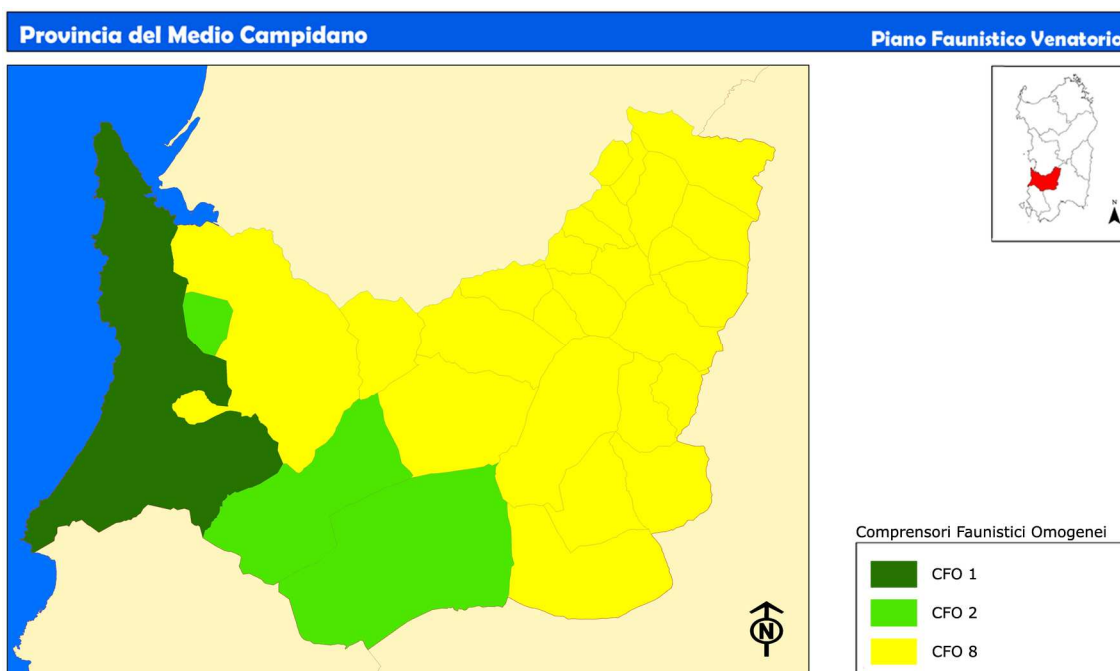 Provincia del Medio Campidano
Piano Faunistico Venatorio
N
Comprensori Faunistici Omogenei
CFO 1
CFO 2
CFO 8
N